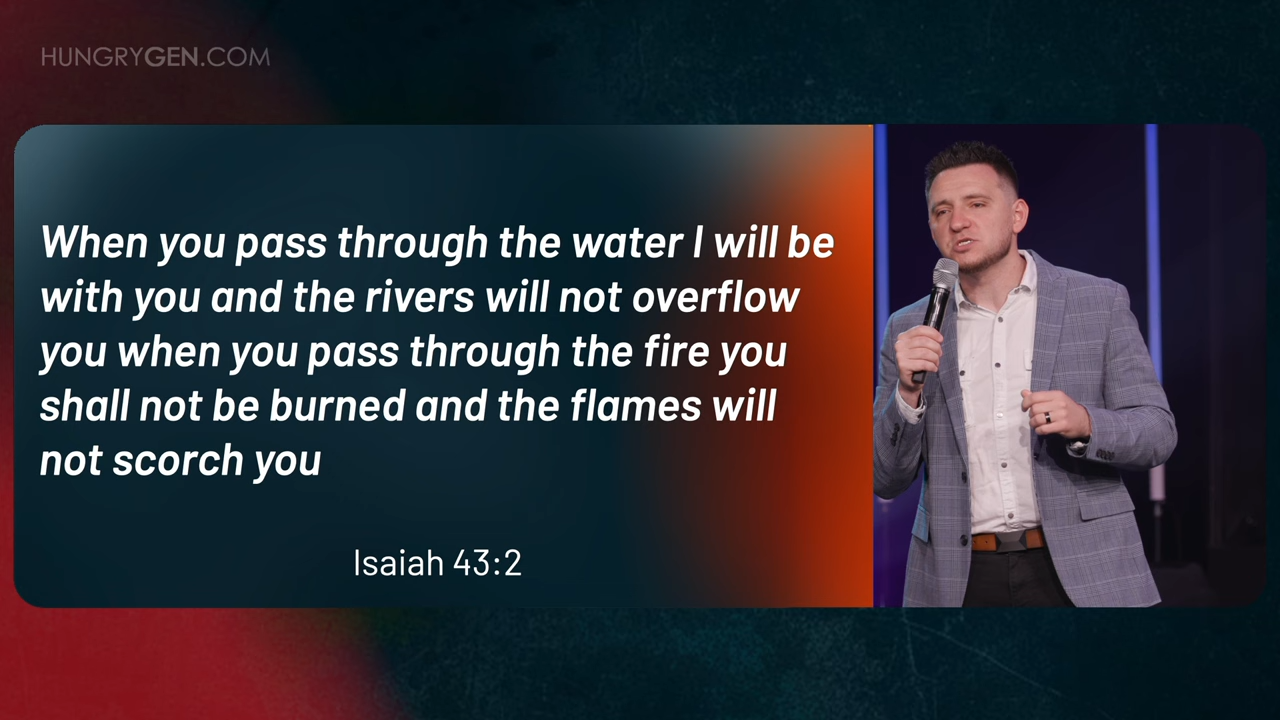 HUNGRYGEN.COM
When you pass through the water I will be
with you and the rivers will not overflow
you when you pass through the fire you
shall not be burned and the flames will
not scorch you
Isaiah 43:2